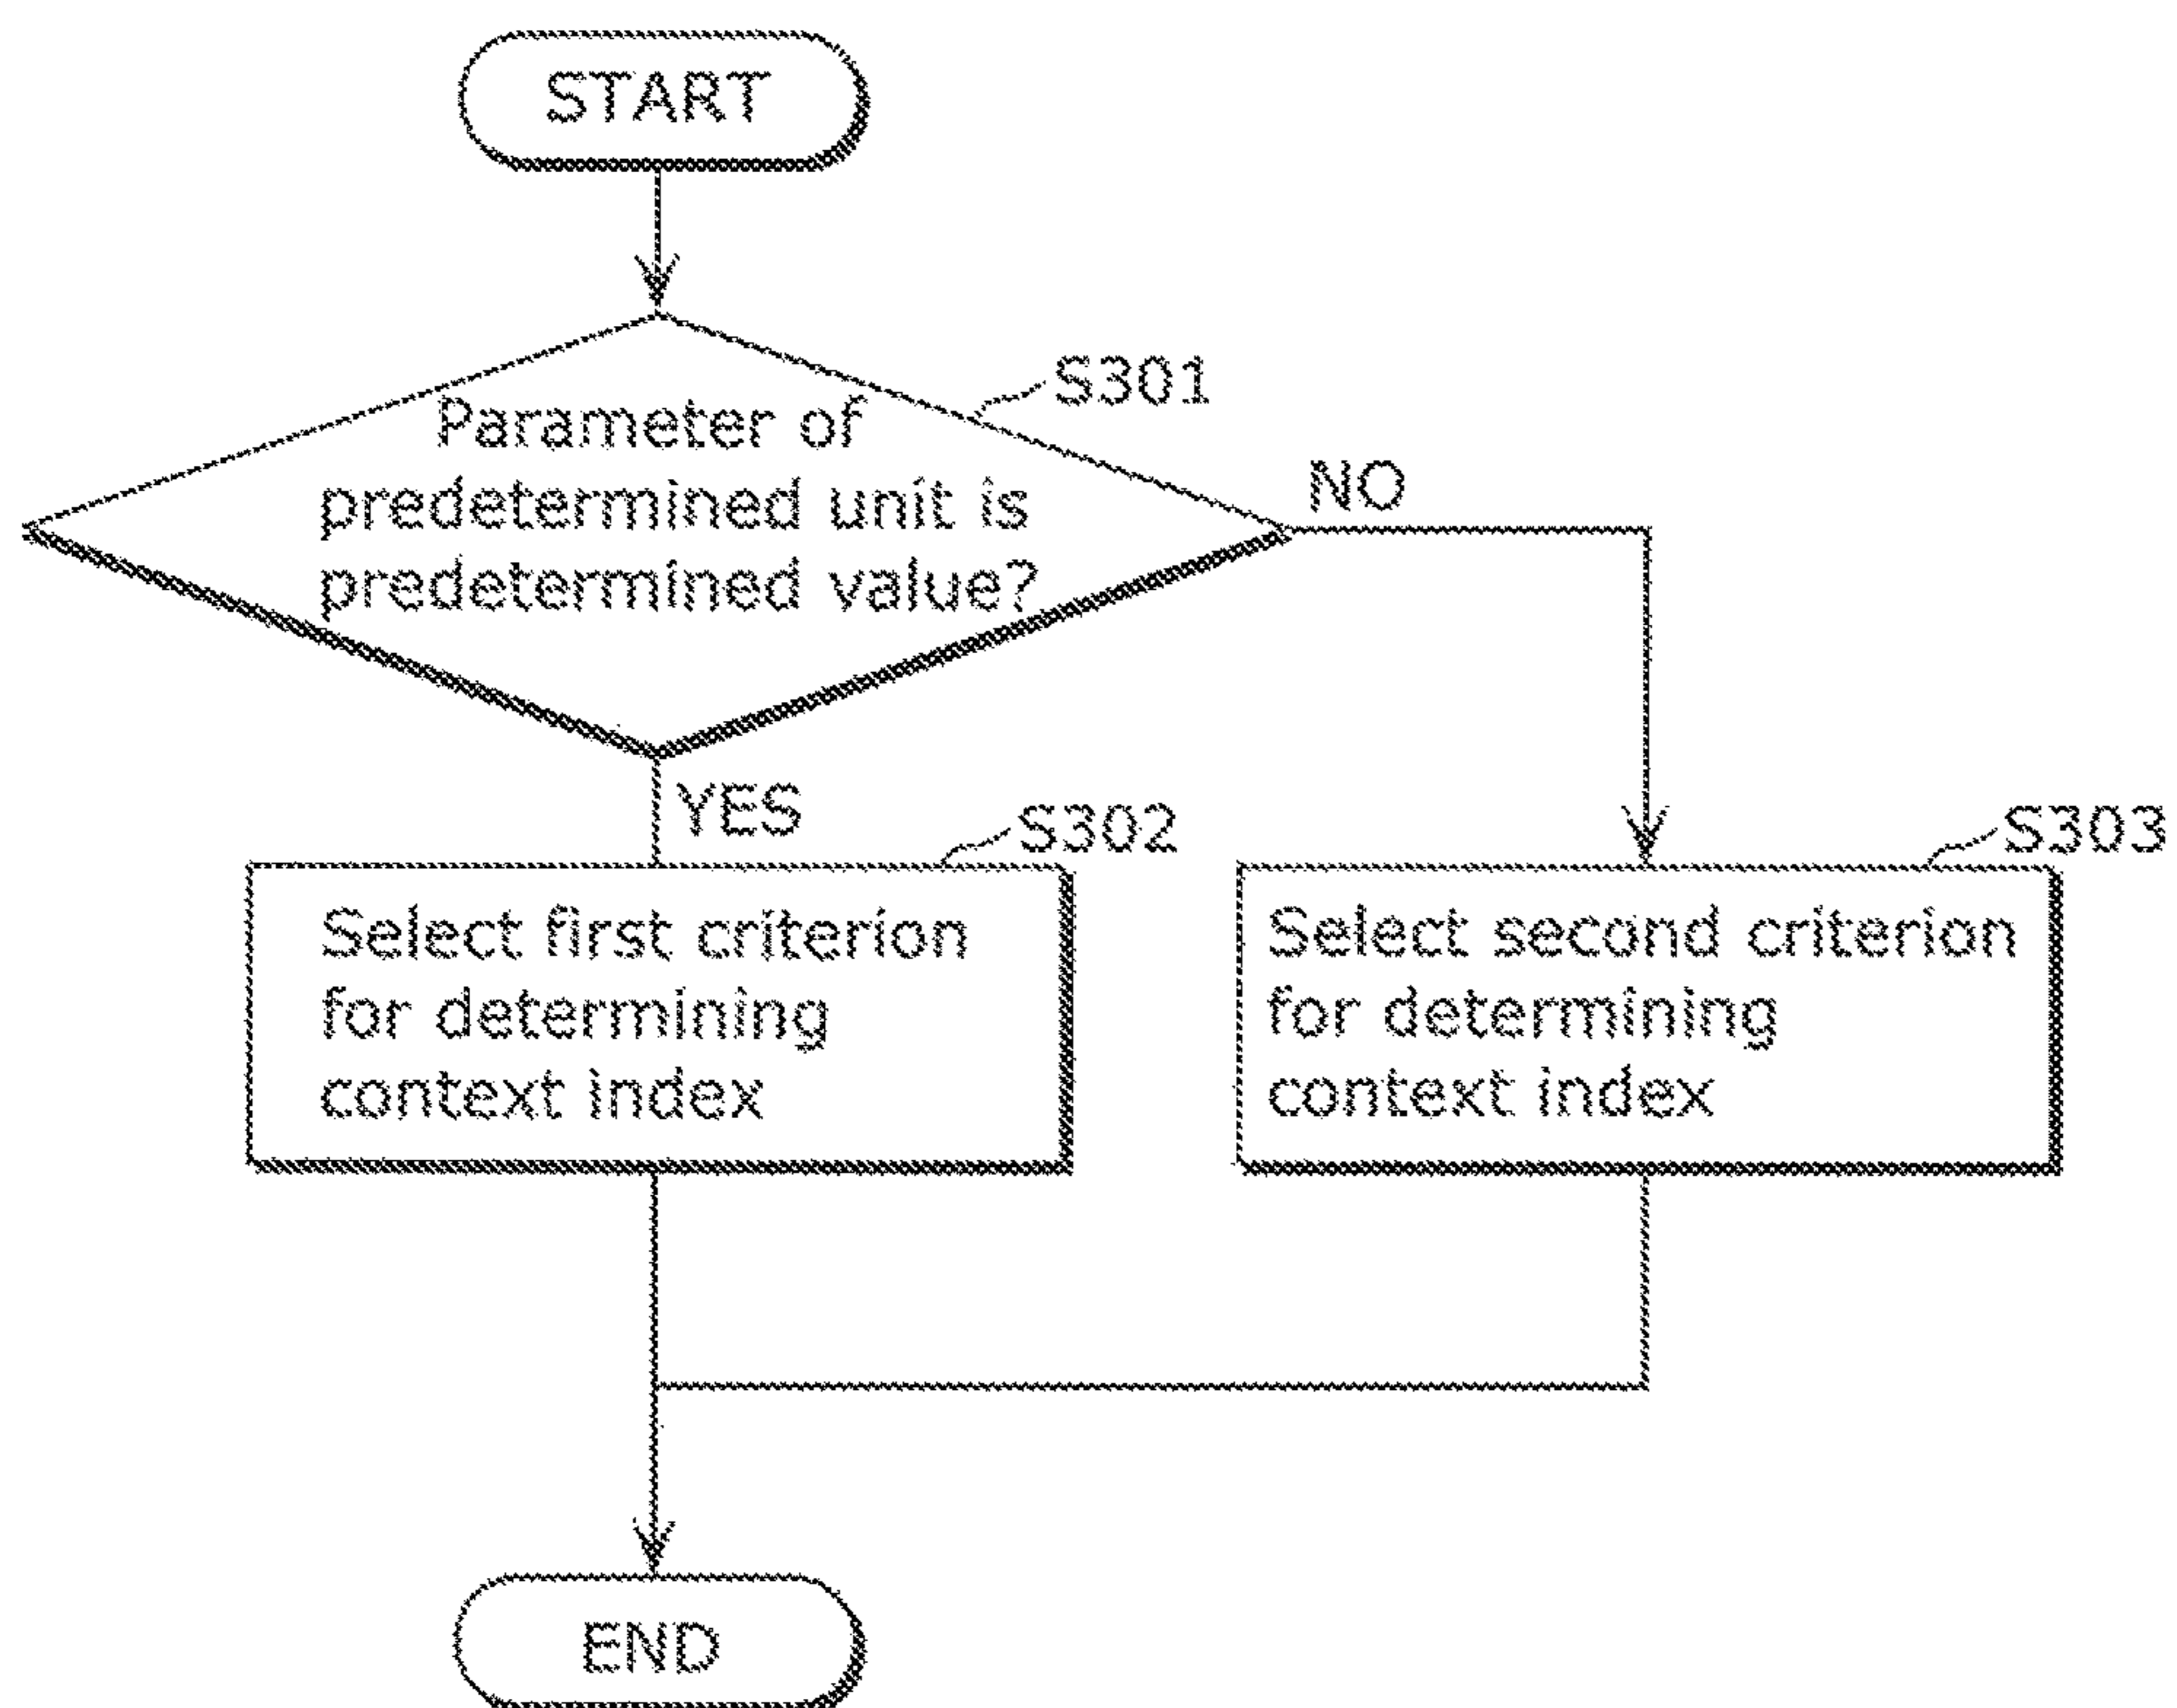 START
S301
Parameter of
predetermined unit is
predetermined value?
NO
YES
S302
Select first criterion
for determining
context index
S303
Select second criterion
for determining
context index
END